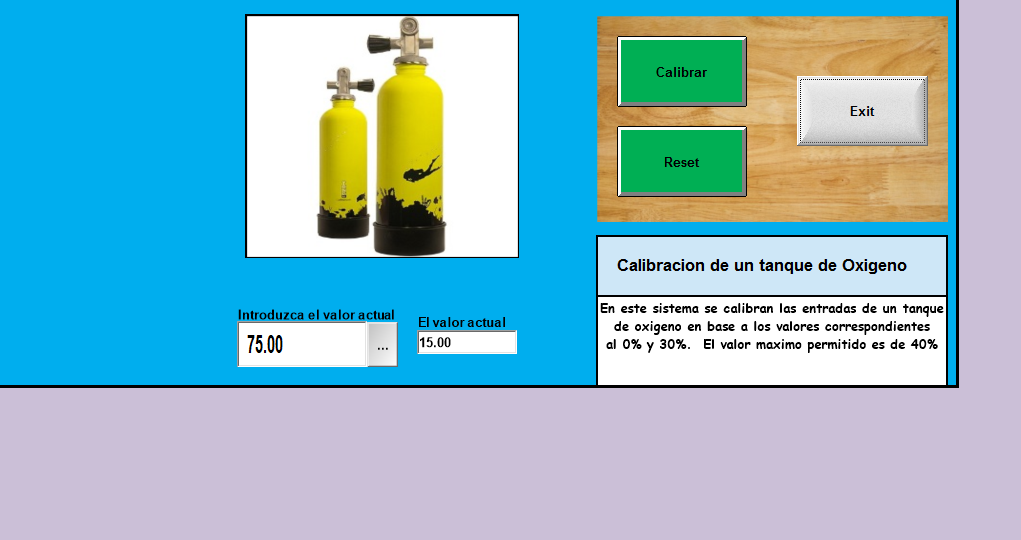 Calibrar
Exit
Reset
Calibracion de un tanque de Oxigeno
En este sistema se calibran las entradas de un tanque
de oxigeno en base a los valores correspondientes
al 0% y 30%. El valor maximo permitido es de 40%
Introduzca el valor actual
75.00
...
El valor actual
15.00